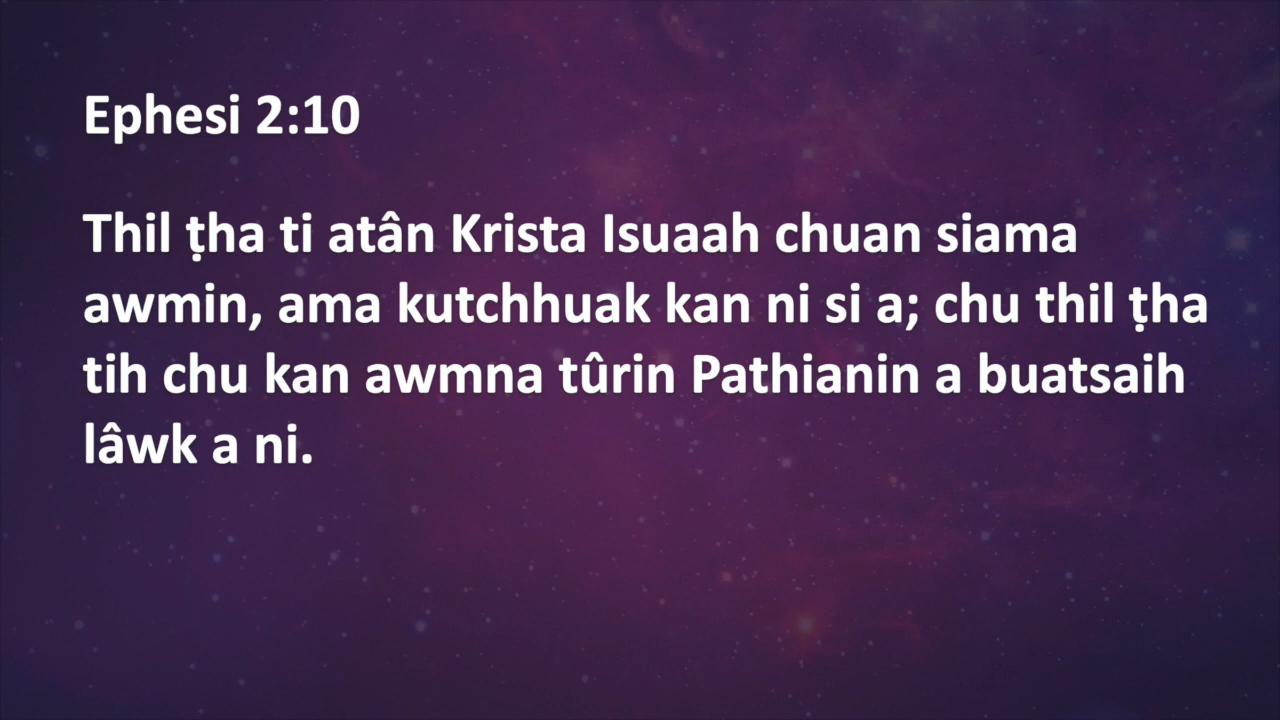 Ephesi 2:10
Thil ṭha ti atân Krista Isuaah chuan siama
awmin, ama kutchhuak kan ni si a; chu thil ṭha
tih chu kan awmna tûrin Pathianin a buatsaih
lâwk a ni.